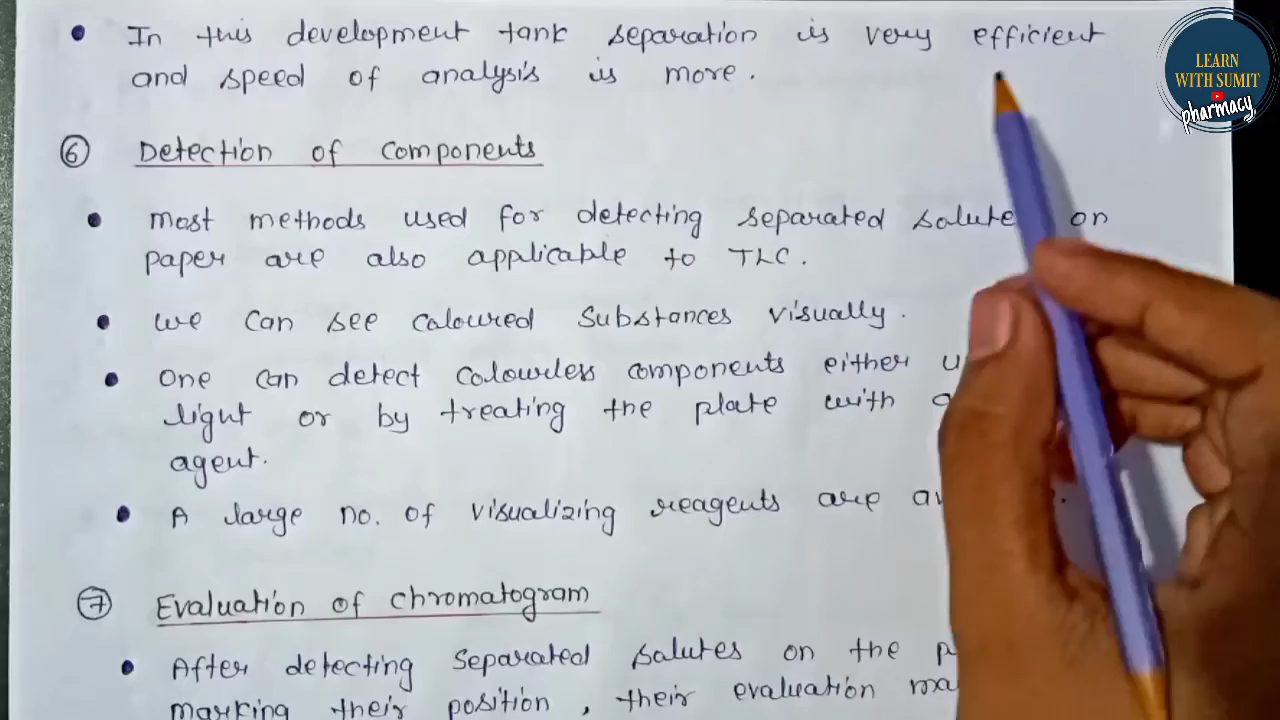 • In this development tank separation is very efficient
and speed of analysis is more.
LEARN
WITH SUMIT
pharmacy
⑥ Detection of components
• Most methods used for detecting separated solute on
paper are also applicable to TLC.
• We can see coloured substances visually.
• One can detect colourless components either
light or by treating the plate with
agent.
• A large no. of visualizing reagents are
⑦ Evaluation of chromatogram
• After detecting separated solutes on the
marking their position, their evaluation